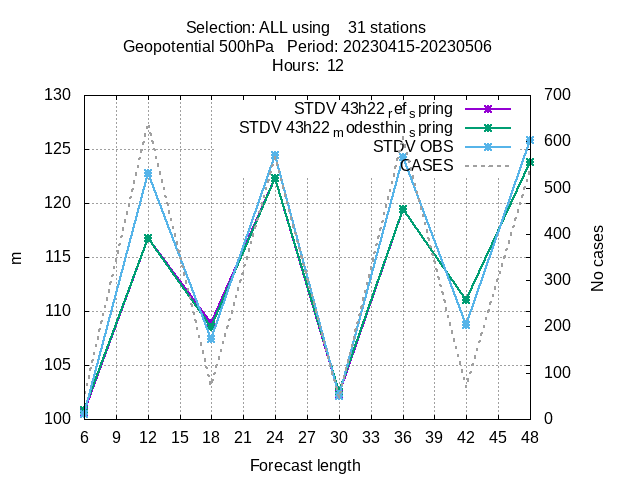 Selection: ALL using 31 stations
Geopotential 500hPa Period: 20230415-20230506
Hours: 12
STDV 43h22refspring
STDV 43h22modesthinspring
STDV OBS
CASES
130
125
120
115
110
105
100
m
700
600
500
400
300
200
100
0
No cases
6 9 12 15 18 21 24 27 30 33 36 39 42 45 48
Forecast length